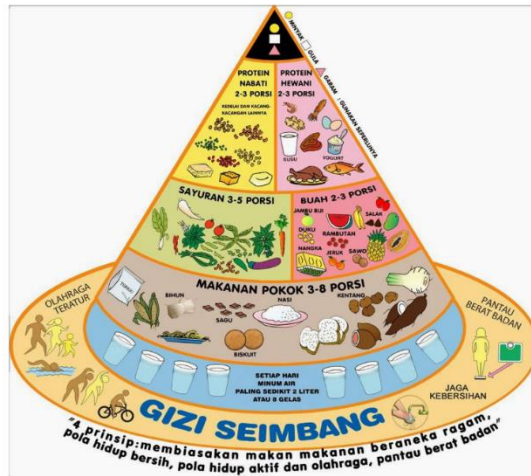 MINYAK GULA GARAM : GUNAKAN SEPERLUNYA
PROTEIN
NABATI
2-3 PORSI
KEDELAI DAN KACANG-
KACANGAN LAINNYA
PROTEIN
HEWANI
2-3 PORSI
SUSU
YOGURT
SAYURAN 3-5 PORSI
BUAH 2-3 PORSI
JAMBU BIJI
SALAK
DUKU
RAMBUTAN
NANGKA
JERUK
SAWO
MAKANAN POKOK 3-8 PORSI
BIHUN
NASI
KENTANG
SAGU
BISKUIT
OLAHRAGA
TERATUR
PANTAU
BERAT BADAN
SETIAP HARI
MINUM AIR
PALING SEDIKIT 2 LITER
ATAU 8 GELAS
JAGA
KEBERSIHAN
GIZI SEIMBANG
"4 prinsip:membiasakan makan makanan beraneka ragam,
pola hidup bersih, pola hidup aktif dan olahraga, pantau berat badan"